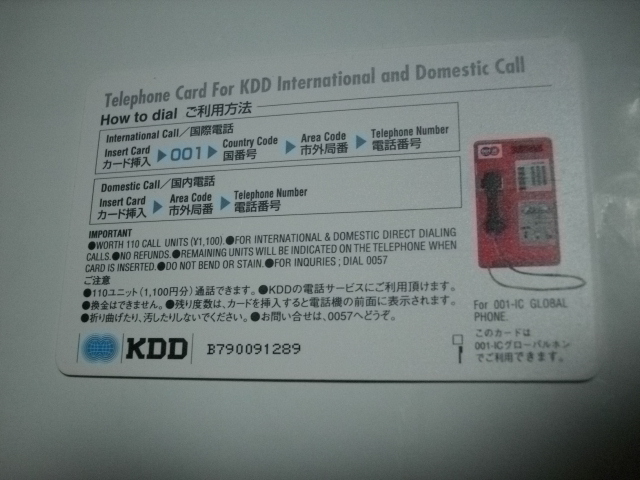 Telephone Card For KDD International and Domestic Call
How to dial ご利用方法
International Call／国際電話
Insert Card ▶ 001 ▶ Country Code ▶ Area Code ▶ Telephone Number
カード挿入 国番号 市外局番 電話番号
Domestic Call／国内電話
Insert Card ▶ Area Code ▶ Telephone Number
カード挿入 市外局番 電話番号
IMPORTANT
●WORTH 110 CALL UNITS (¥1,100).●FOR INTERNATIONAL & DOMESTIC DIRECT DIALING
CALLS.●NO REFUNDS.●REMAINING UNITS WILL BE INDICATED ON THE TELEPHONE WHEN
CARD IS INSERTED.●DO NOT BEND OR STAIN.●FOR INQURIES ; DIAL 0057
ご注意
●110ユニット（1,100円分）通話できます。●KDDの電話サービスにご利用頂けます。
●換金はできません。●残り度数は、カードを挿入すると電話機の前面に表示されます。
●折り曲げたり、汚したりしないでください。●お問い合せは、0057へどうぞ。
KDD B790091289
For 001-IC GLOBAL
PHONE.
このカードは
001-ICグローバルホン
でご利用できます。